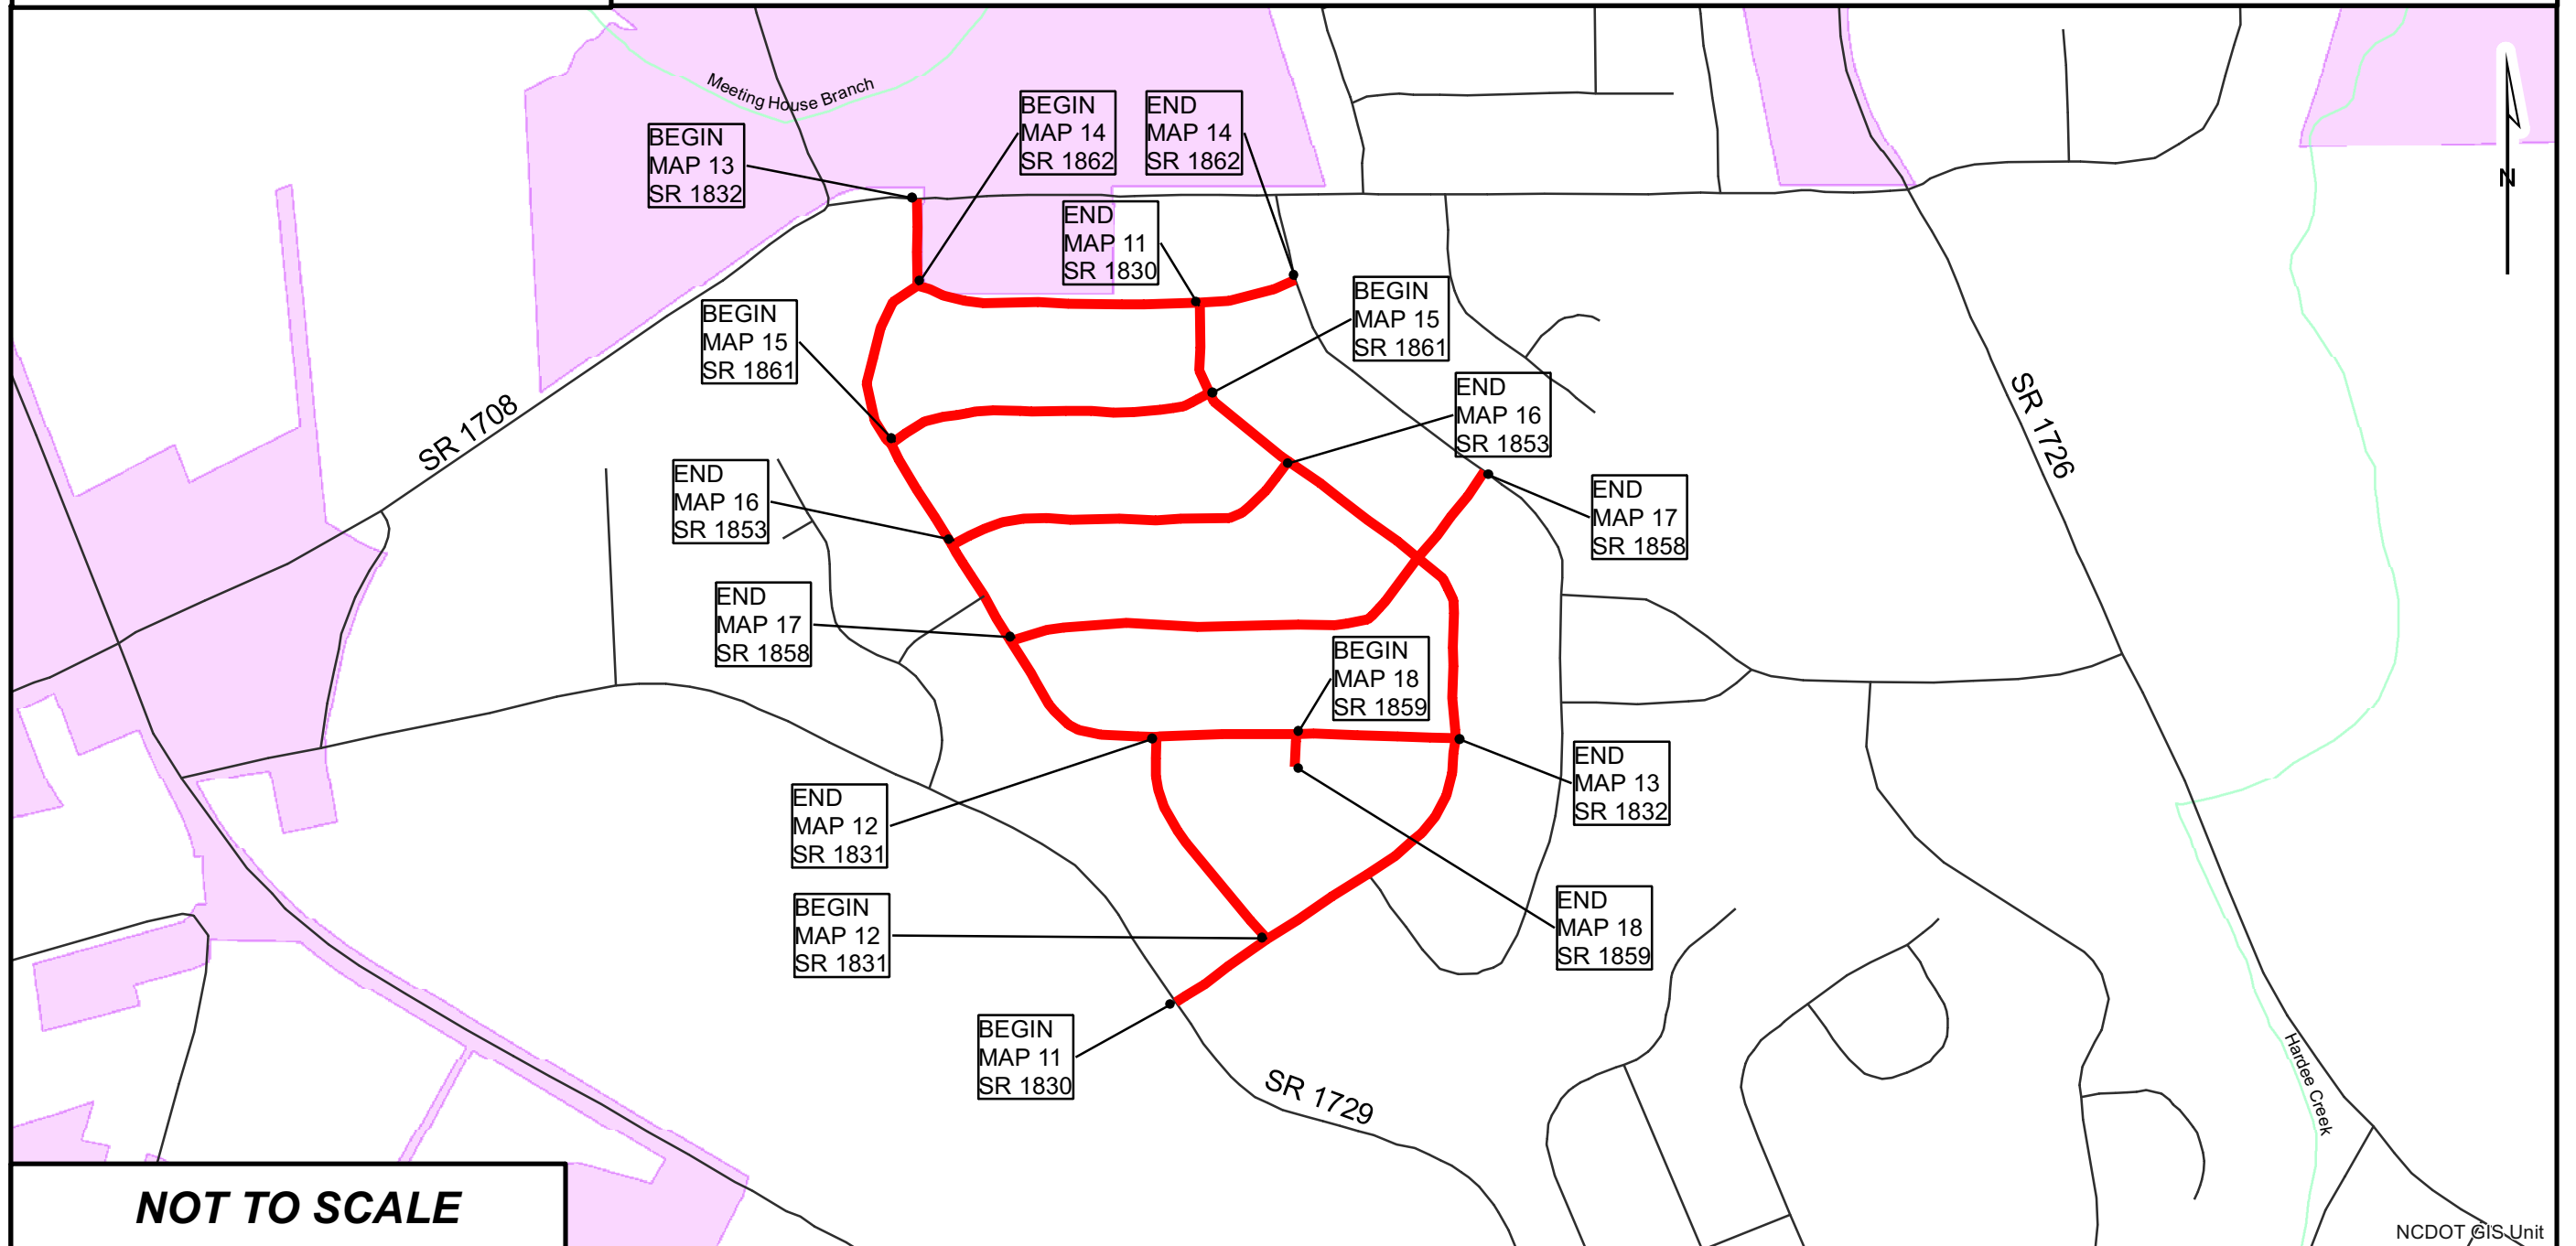 Meeting House Branch
BEGIN
MAP 14
SR 1862
END
MAP 14
SR 1862
BEGIN
MAP 13
SR 1832
N
END
MAP 11
SR 1830
BEGIN
MAP 15
SR 1861
BEGIN
MAP 15
SR 1861
SR 1708
END
MAP 16
SR 1853
SR 1726
END
MAP 16
SR 1853
END
MAP 17
SR 1858
END
MAP 17
SR 1858
BEGIN
MAP 18
SR 1859
END
MAP 13
SR 1832
END
MAP 12
SR 1831
END
MAP 18
SR 1859
BEGIN
MAP 12
SR 1831
BEGIN
MAP 11
SR 1830
SR 1729
Hardee Creek
NOT TO SCALE
NCDOT GIS Unit